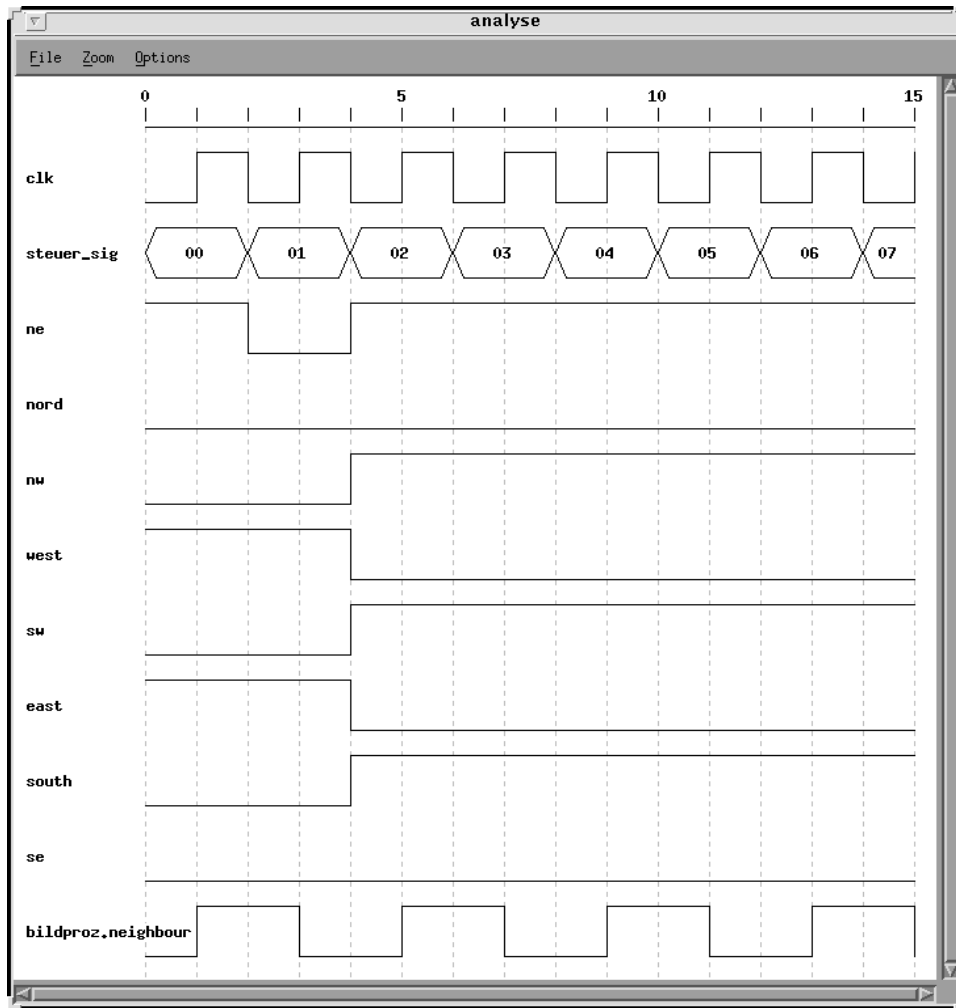 analyse
File Zoom Options
0 5 10 15
clk
steuer_sig 00 01 02 03 04 05 06 07
ne
nord
nw
west
sw
east
south
se
bildproz.neighbour